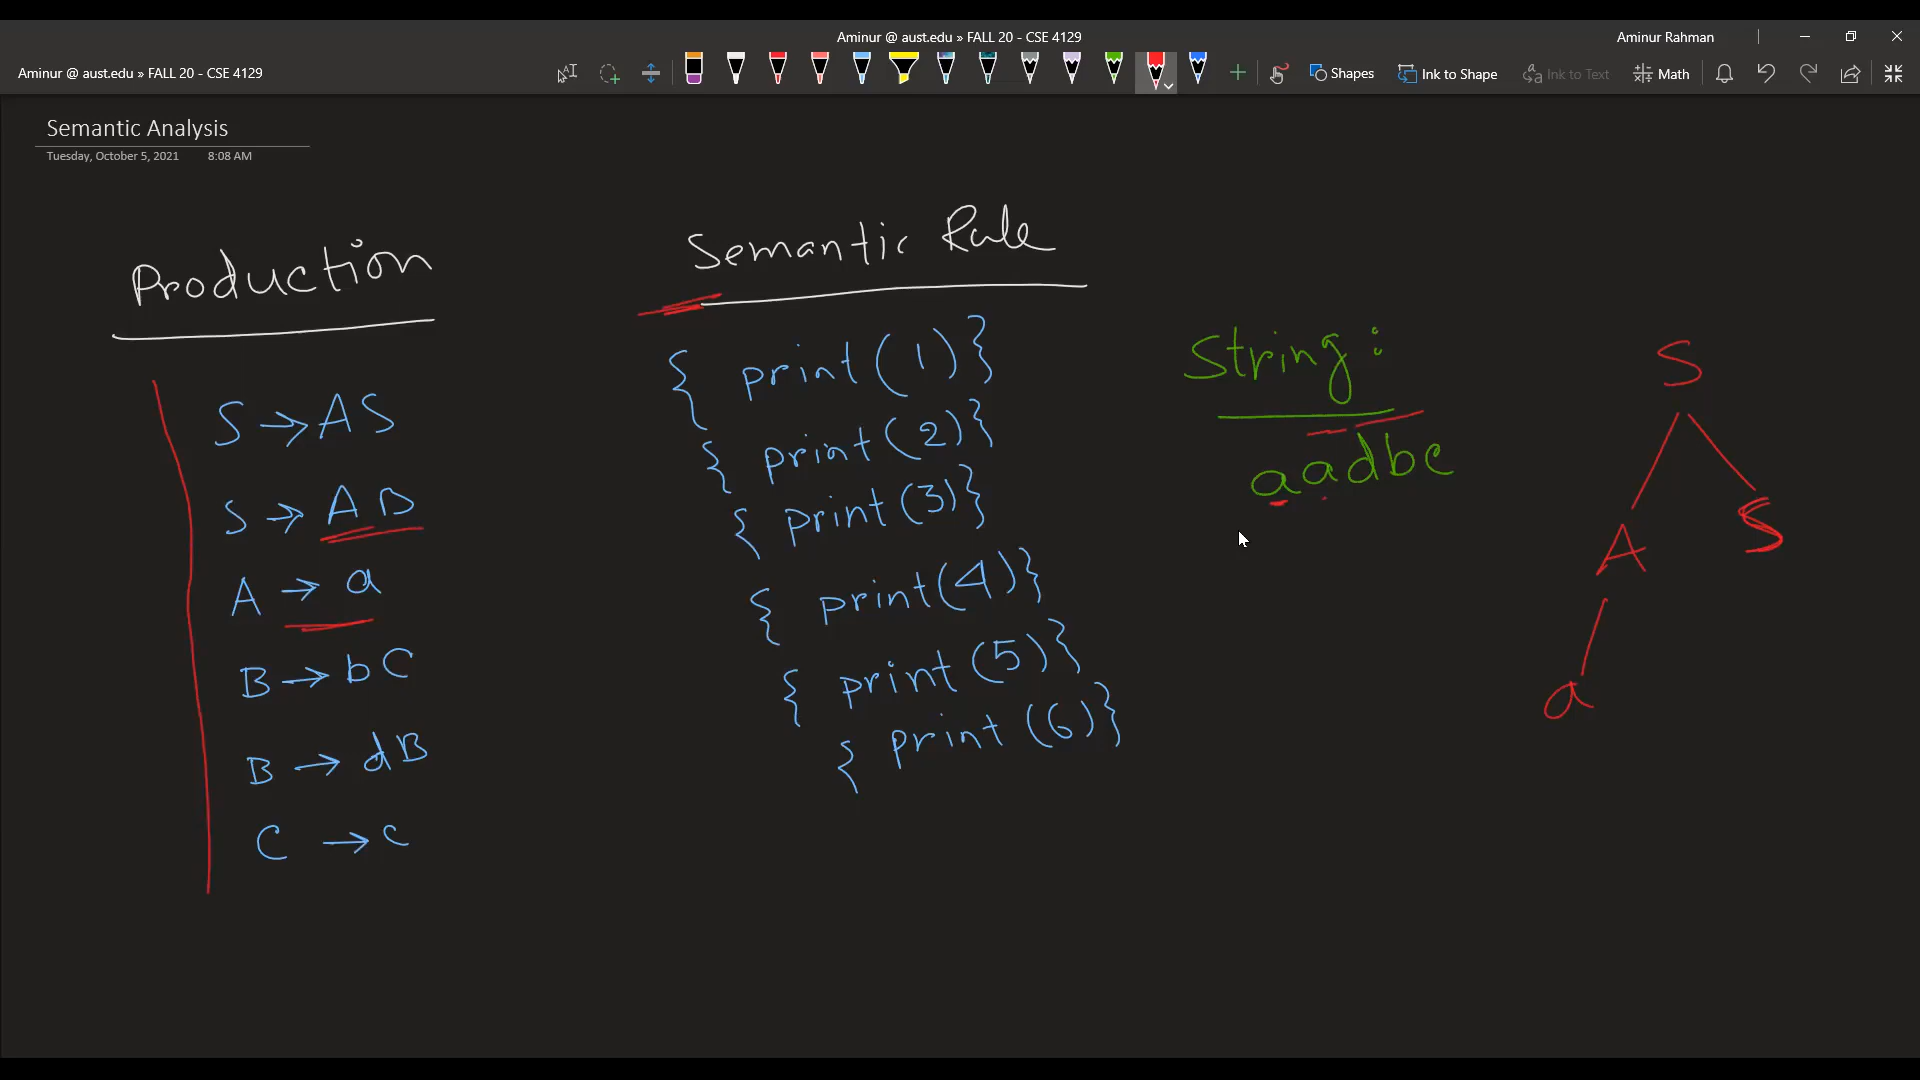 Aminur @ aust.edu » FALL 20 - CSE 4129
Aminur Rahman
Aminur @ aust.edu » FALL 20 - CSE 4129
Shapes
Ink to Shape
Ink to Text
Math
Semantic Analysis
Tuesday, October 5, 2021 8:08 AM
Production
S → AS
S → AB
A → a
B → bC
B → dB
C → c
Semantic Rule
{ print (1) }
{ print (2) }
{ print (3) }
{ print (4) }
{ print (5) }
{ print (6) }
String :
aadbc
S
A S
a